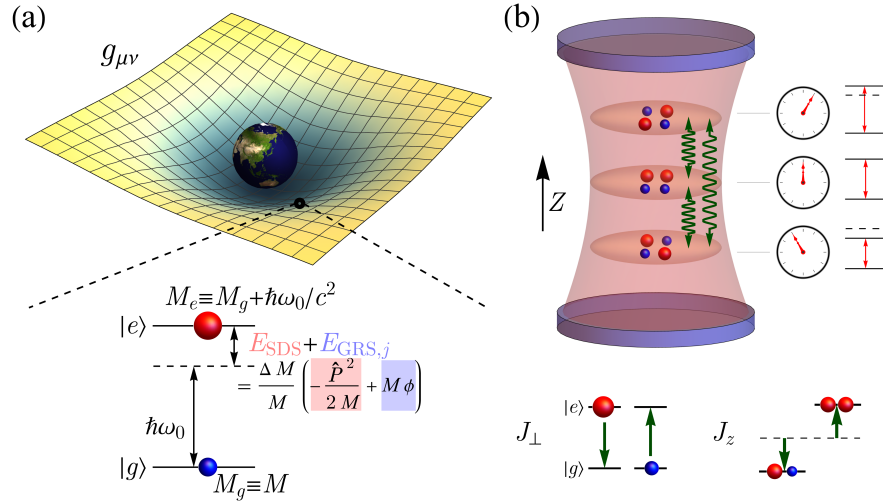 (a)
g_{μν}
M_e≡M_g+ħω_0/c^2
|e⟩
E_SDS+E_GRS,j
= ΔM/M (−P̂^2/2M + Mϕ)
ħω_0
|g⟩
M_g≡M
(b)
Z
J_⊥
|e⟩
|g⟩
J_z